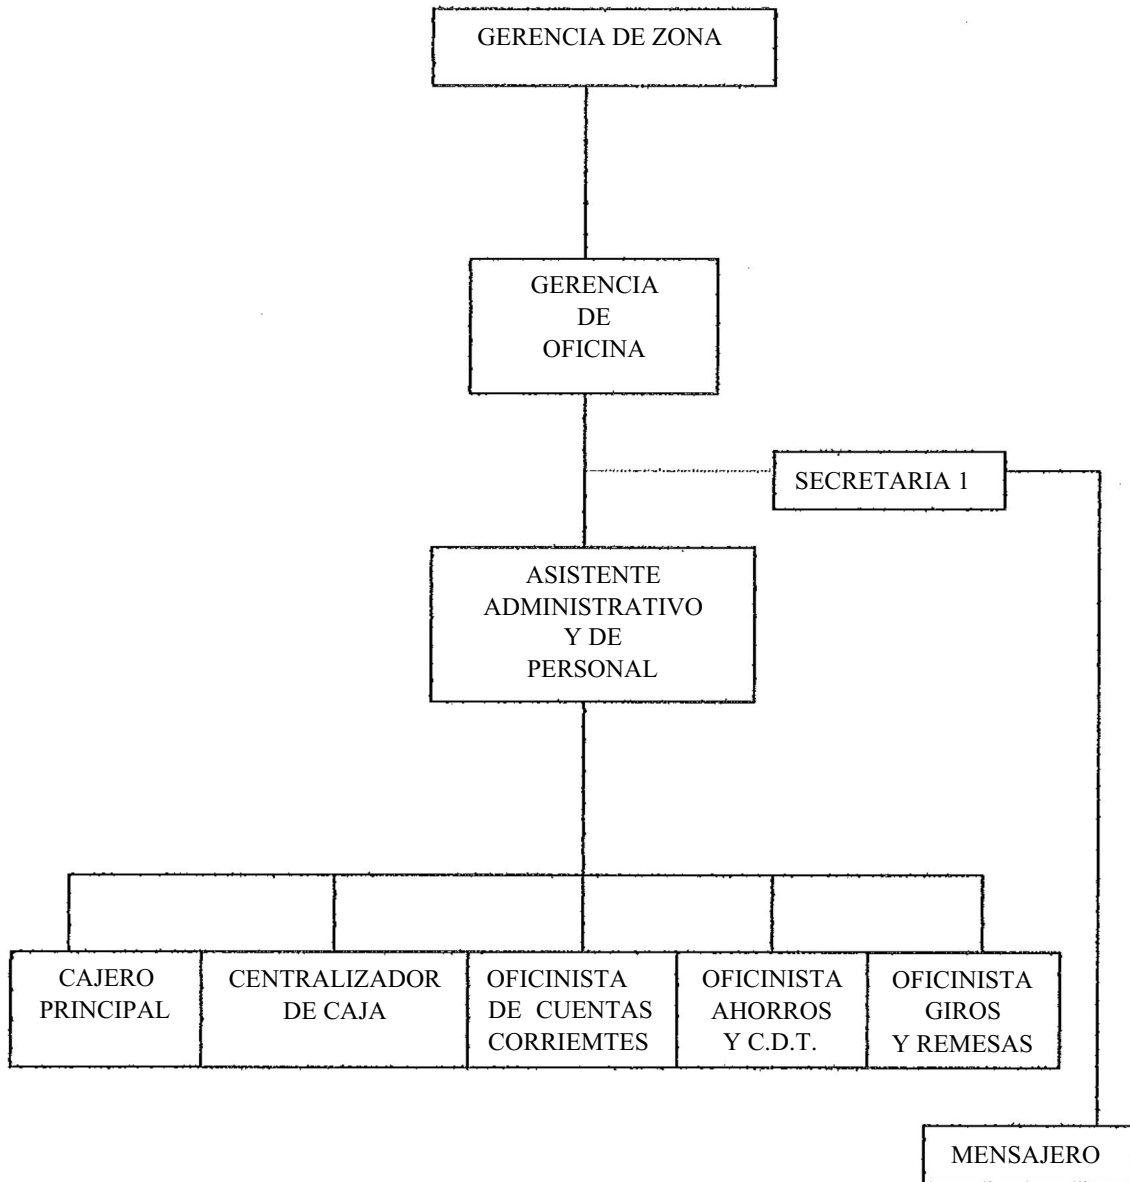 GERENCIA DE ZONA
GERENCIA
DE
OFICINA
SECRETARIA 1
ASISTENTE
ADMINISTRATIVO
Y DE
PERSONAL
CAJERO
PRINCIPAL
CENTRALIZADOR
DE CAJA
OFICINISTA
DE CUENTAS
CORRIEMTES
OFICINISTA
AHORROS
Y C.D.T.
OFICINISTA
GIROS
Y REMESAS
MENSAJERO